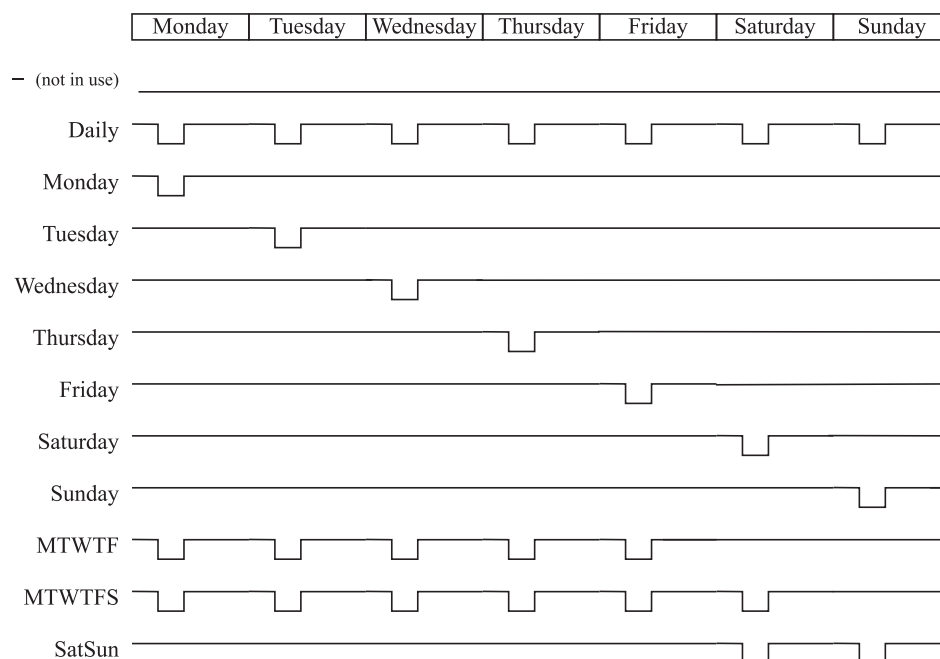 Monday Tuesday Wednesday Thursday Friday Saturday Sunday
– (not in use)
Daily
Monday
Tuesday
Wednesday
Thursday
Friday
Saturday
Sunday
MTWTF
MTWTFS
SatSun